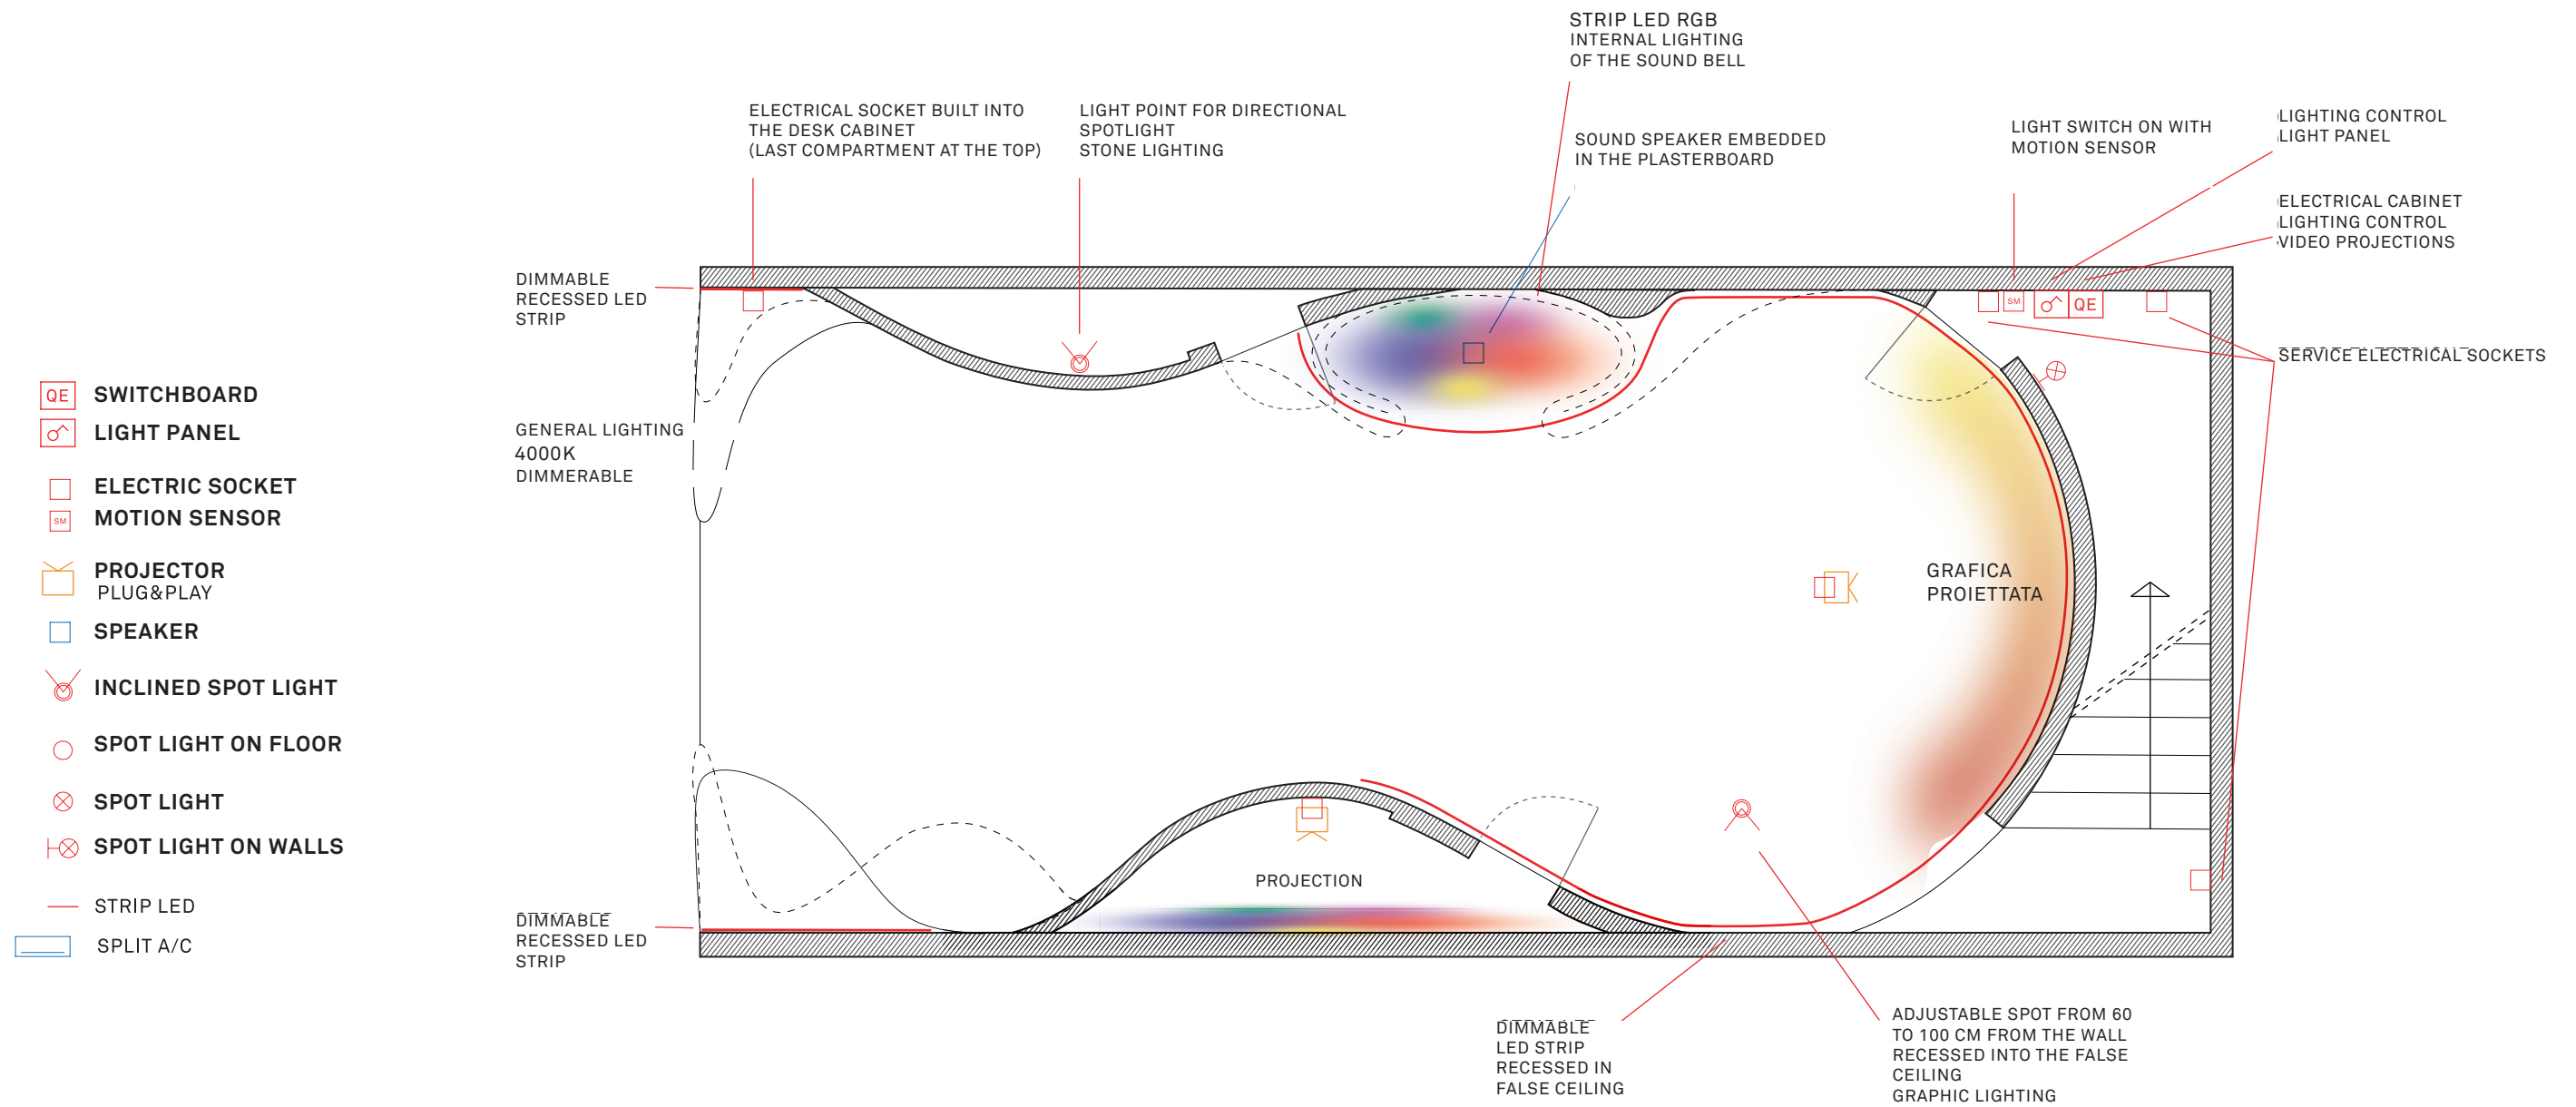 STRIP LED RGB
INTERNAL LIGHTING
OF THE SOUND BELL
ELECTRICAL SOCKET BUILT INTO
THE DESK CABINET
(LAST COMPARTMENT AT THE TOP)
LIGHT POINT FOR DIRECTIONAL
SPOTLIGHT
STONE LIGHTING
SOUND SPEAKER EMBEDDED
IN THE PLASTERBOARD
LIGHT SWITCH ON WITH
MOTION SENSOR
LIGHTING CONTROL
LIGHT PANEL
ELECTRICAL CABINET
LIGHTING CONTROL
VIDEO PROJECTIONS
DIMMABLE
RECESSED LED
STRIP
SM
QE
SERVICE ELECTRICAL SOCKETS
GENERAL LIGHTING
4000K
DIMMERABLE
QE SWITCHBOARD
LIGHT PANEL
ELECTRIC SOCKET
SM MOTION SENSOR
PROJECTOR
PLUG&PLAY
SPEAKER
INCLINED SPOT LIGHT
SPOT LIGHT ON FLOOR
SPOT LIGHT
SPOT LIGHT ON WALLS
STRIP LED
SPLIT A/C
GRAFICA
PROIETTATA
PROJECTION
DIMMABLE
RECESSED LED
STRIP
DIMMABLE
LED STRIP
RECESSED IN
FALSE CEILING
ADJUSTABLE SPOT FROM 60
TO 100 CM FROM THE WALL
RECESSED INTO THE FALSE
CEILING
GRAPHIC LIGHTING